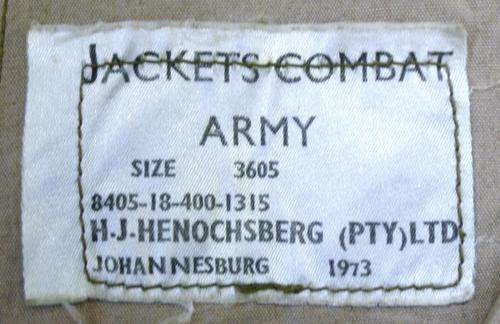 JACKETS COMBAT
ARMY
SIZE 3605
8405-18-400-1315
H.J.HENOCHSBERG (PTY)LTD
JOHANNESBURG 1973